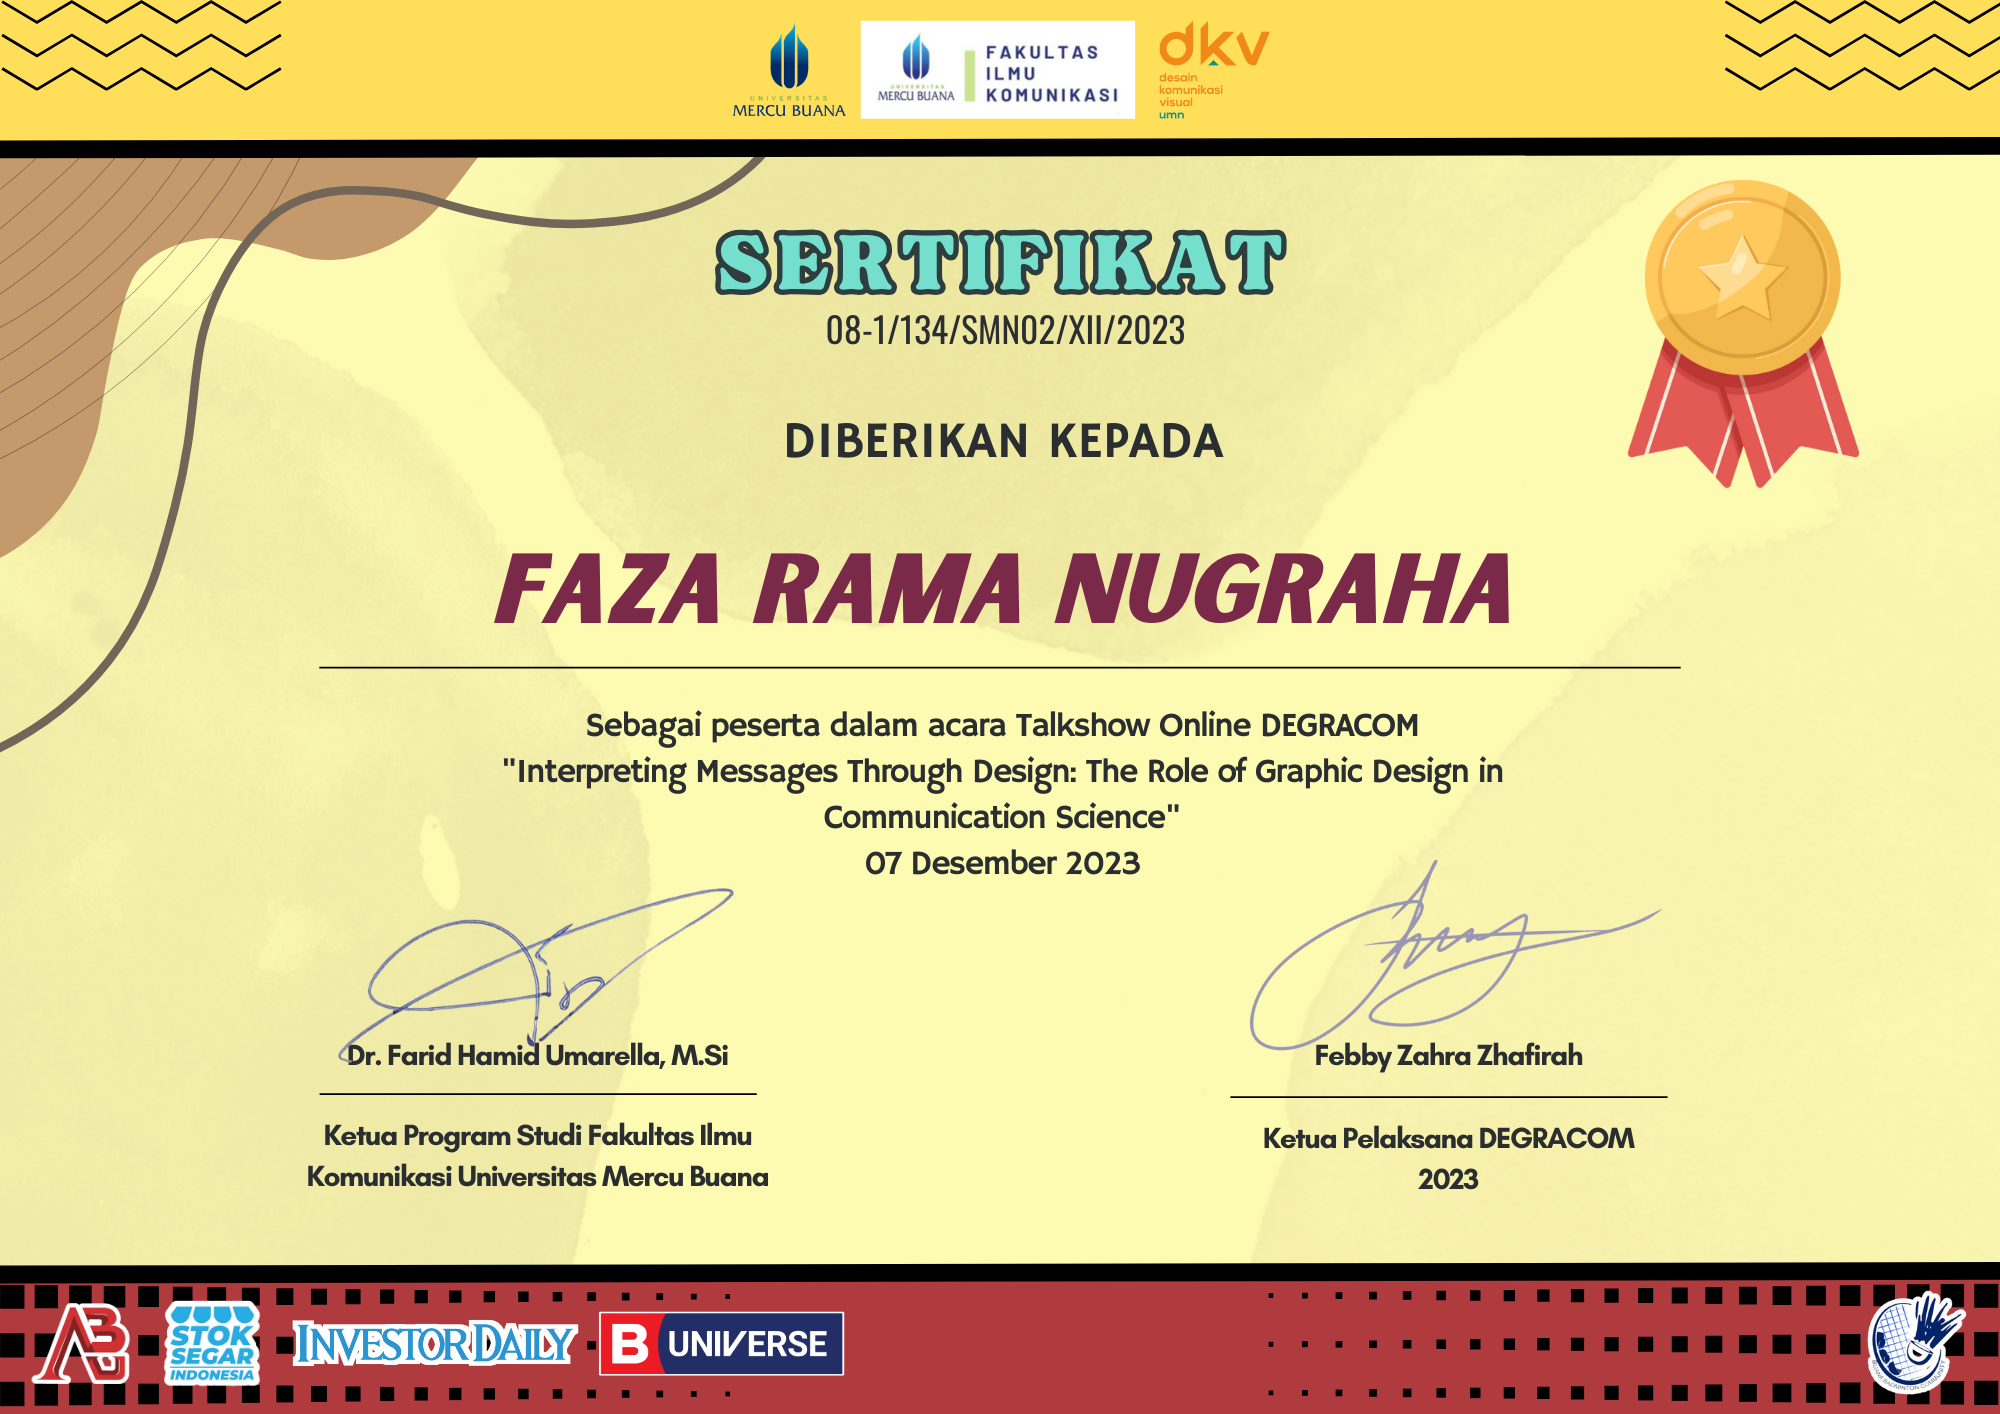 UNIVERSITAS
MERCU BUANA
UNIVERSITAS
MERCU BUANA
FAKULTAS
ILMU
KOMUNIKASI
dkv
desain
komunikasi
visual
umn
SERTIFIKAT
08-1/134/SMN02/XII/2023
DIBERIKAN KEPADA
FAZA RAMA NUGRAHA
Sebagai peserta dalam acara Talkshow Online DEGRACOM
"Interpreting Messages Through Design: The Role of Graphic Design in
Communication Science"
07 Desember 2023
Dr. Farid Hamid Umarella, M.Si
Ketua Program Studi Fakultas Ilmu
Komunikasi Universitas Mercu Buana
Febby Zahra Zhafirah
Ketua Pelaksana DEGRACOM
2023
STOK
SEGAR
INDONESIA
INVESTOR DAILY
B UNIVERSE
BUANA BADMINTON COMMUNITY